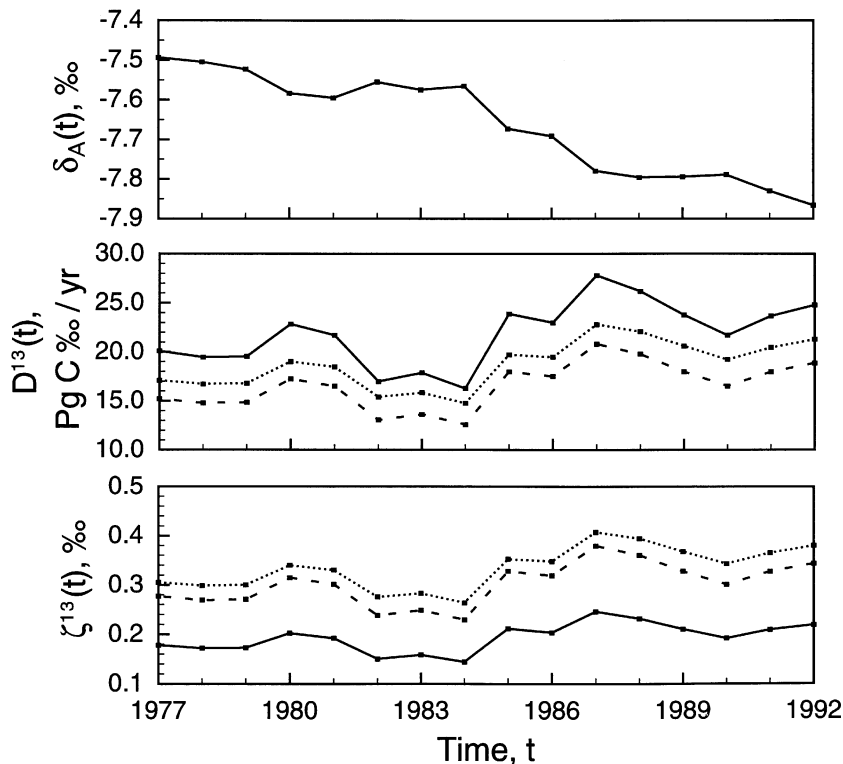 -7.4
-7.5
-7.6
-7.7
-7.8
-7.9
δA(t), ‰
30.0
25.0
20.0
15.0
10.0
D¹³(t),
Pg C ‰ / yr
0.5
0.4
0.3
0.2
0.1
ζ¹³(t), ‰
1977 1980 1983 1986 1989 1992
Time, t